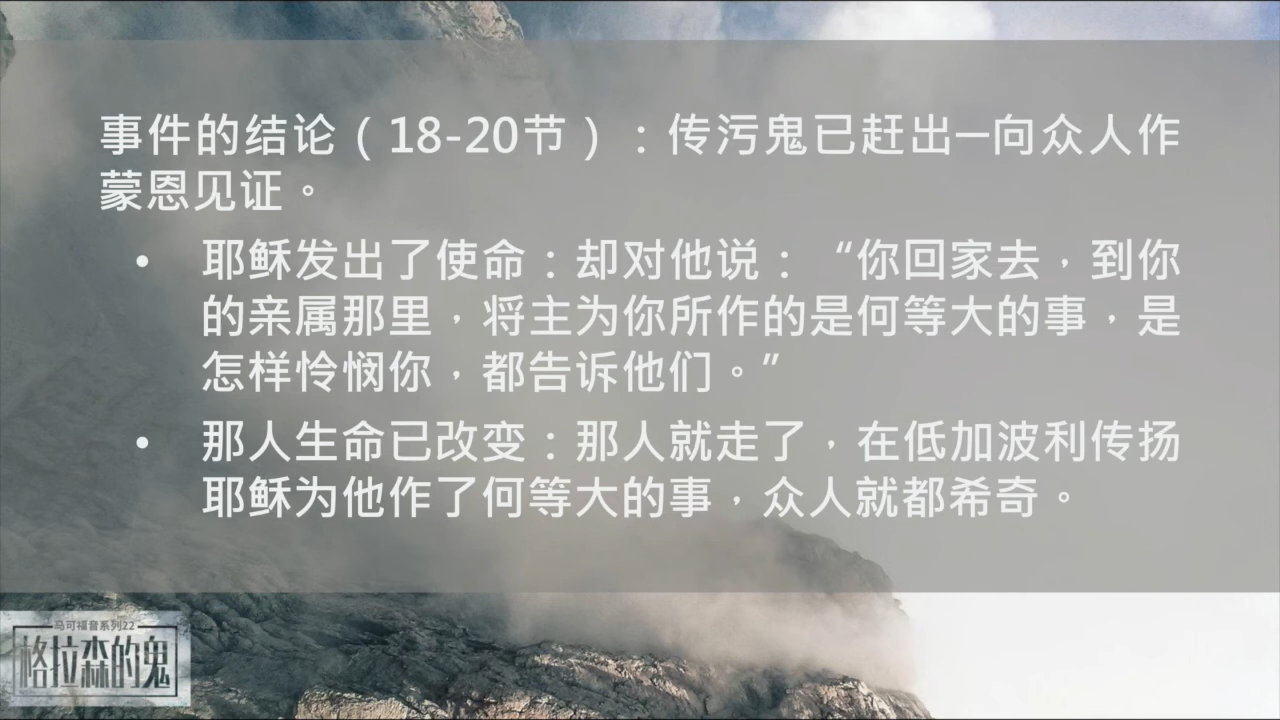 事件的结论（18-20节）：传污鬼已赶出—向众人作
蒙恩见证。
• 耶稣发出了使命：却对他说：“你回家去，到你
的亲属那里，将主为你所作的是何等大的事，是
怎样怜悯你，都告诉他们。”
• 那人生命已改变：那人就走了，在低加波利传扬
耶稣为他作了何等大的事，众人就都希奇。
马可福音系列22
格拉森的鬼